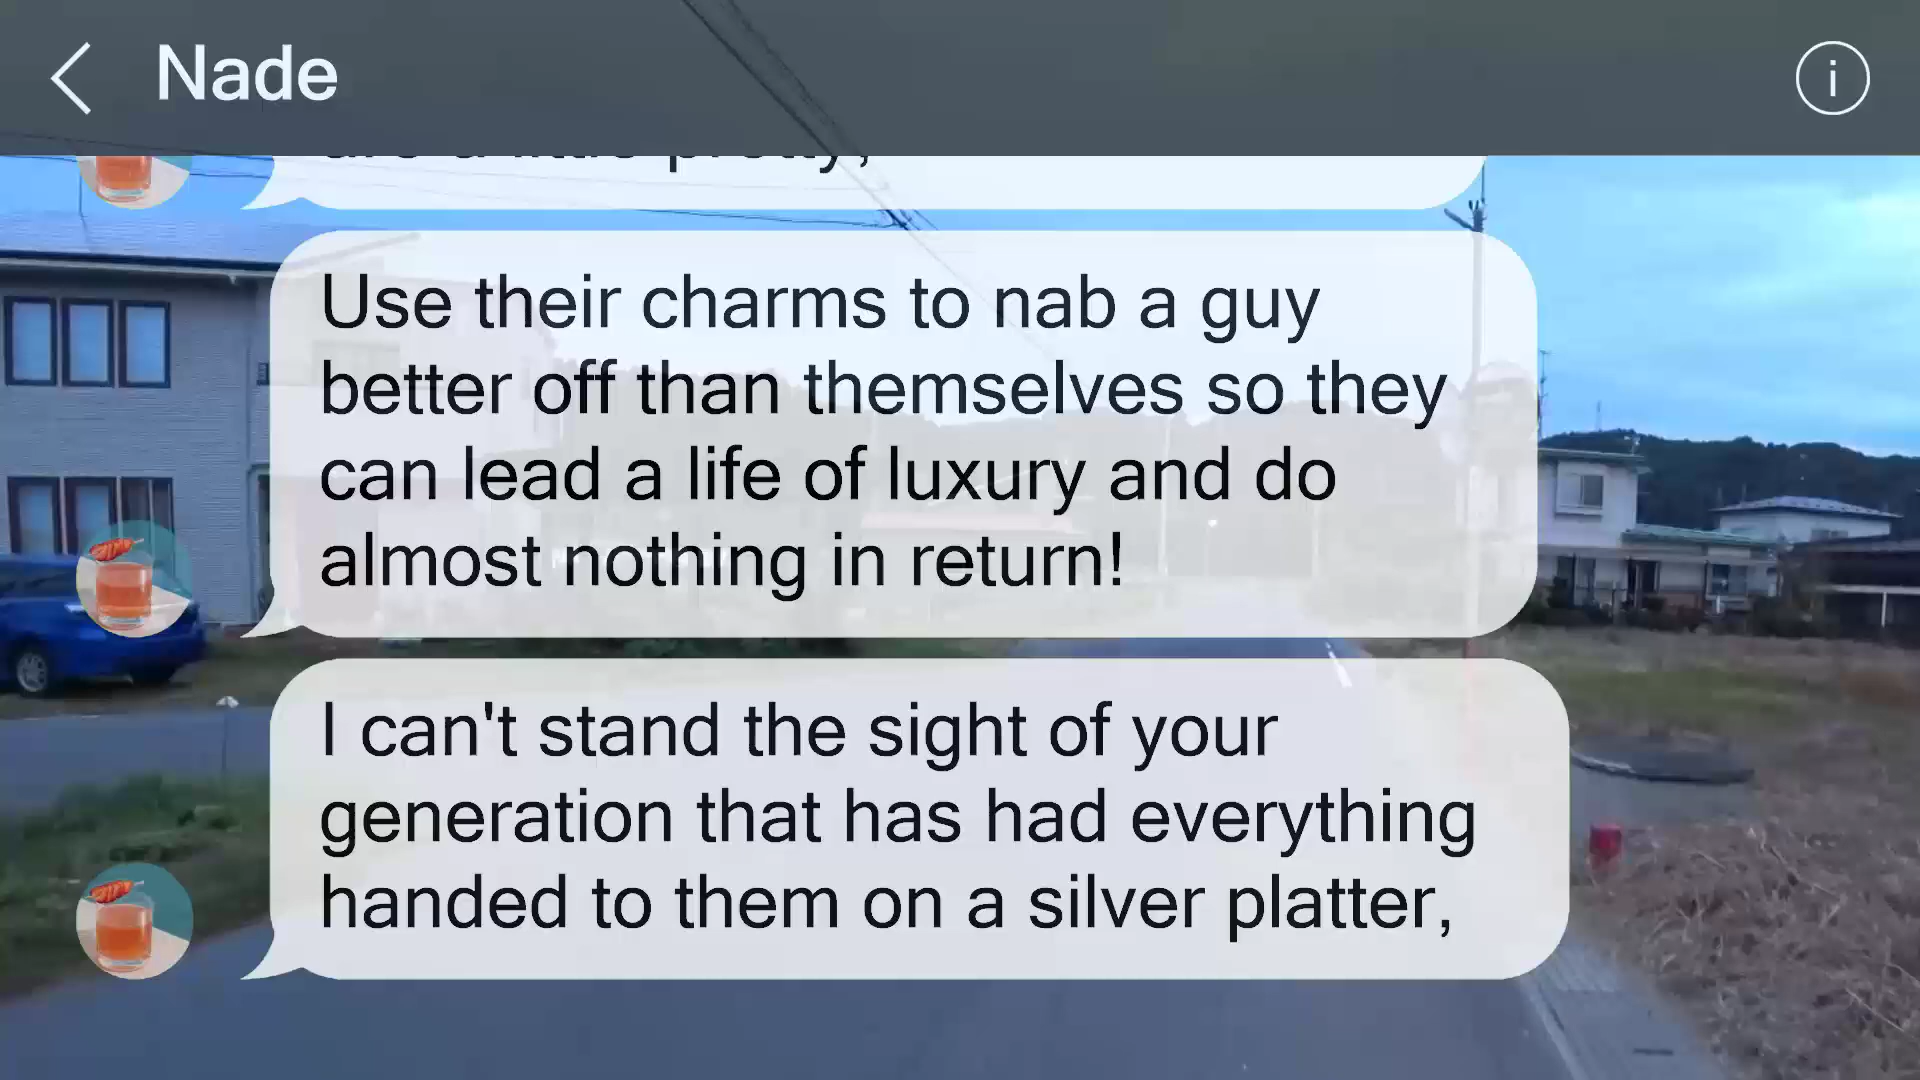 Nade
pretty,
Use their charms to nab a guy
better off than themselves so they
can lead a life of luxury and do
almost nothing in return!
I can't stand the sight of your
generation that has had everything
handed to them on a silver platter,